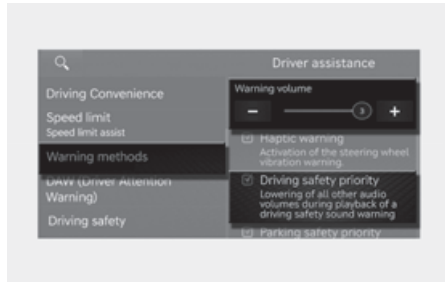 Driver assistance
Driving Convenience
Speed limit
Speed limit assist
Warning methods
DAW (Driver Attention
Warning)
Driving safety
Warning volume
3
Haptic warning
Activation of the steering wheel
vibration warning.
Driving safety priority
Lowering of all other audio
volumes during playback of a
driving safety sound warning
Parking safety priority